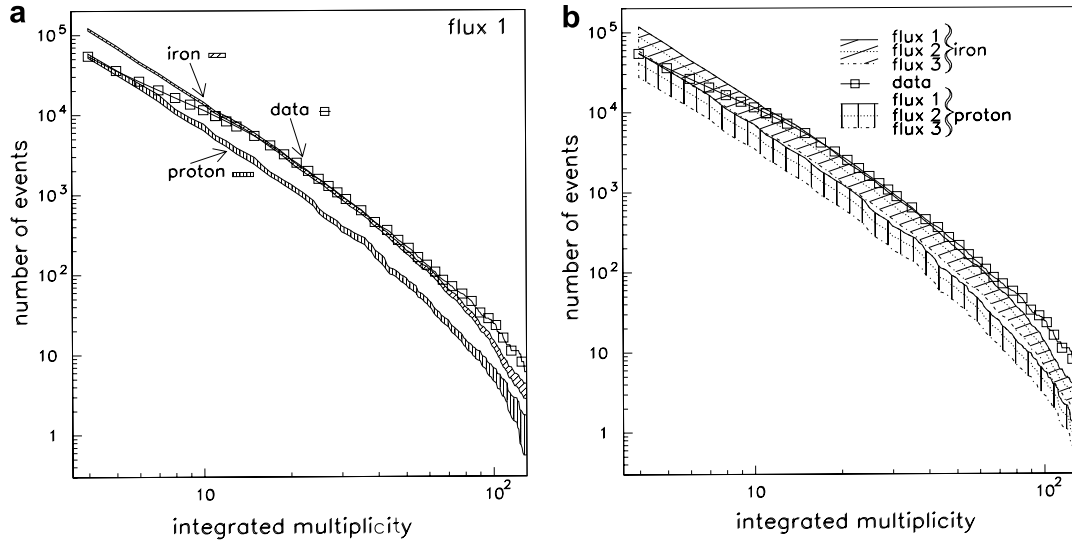 a
flux 1
iron
data
proton
10^5
10^4
10^3
10^2
10
1
number of events
10
10^2
integrated multiplicity
b
flux 1
flux 2
flux 3
iron
data
flux 1
flux 2
flux 3
proton
10^5
10^4
10^3
10^2
10
1
number of events
10
10^2
integrated multiplicity